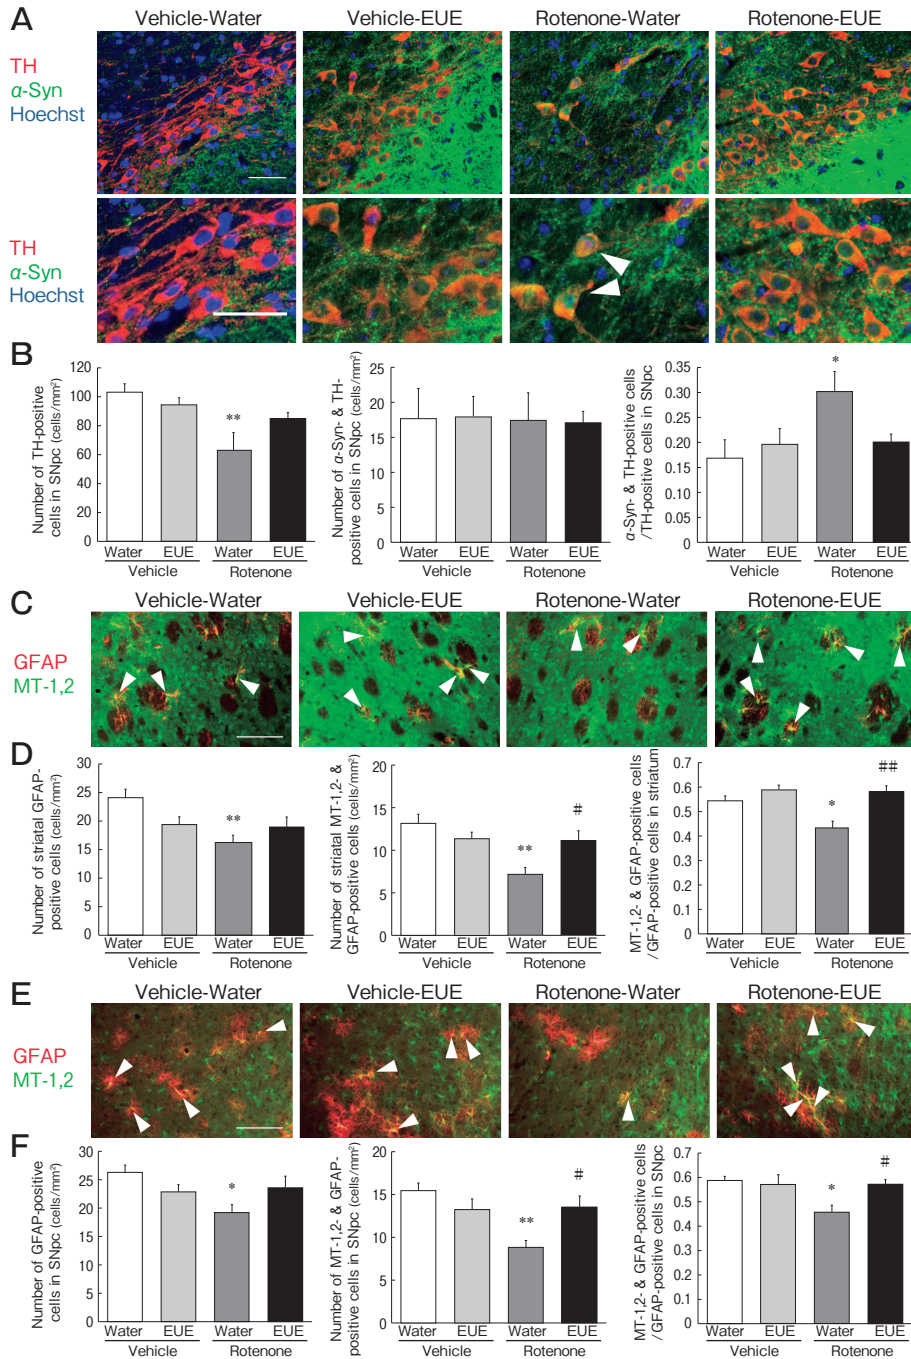 A
Vehicle-Water Vehicle-EUE Rotenone-Water Rotenone-EUE
TH
α-Syn
Hoechst
TH
α-Syn
Hoechst
B
Number of TH-positive
cells in SNpc (cells/mm²)
120
100
80
60
40
20
0
**
Water EUE Water EUE
Vehicle Rotenone
Number of α-Syn- & TH-
positive cells in SNpc (cells/mm²)
25
20
15
10
5
0
Water EUE Water EUE
Vehicle Rotenone
α-Syn- & TH-positive cells
/TH-positive cells in SNpc
0.35
0.30
0.25
0.20
0.15
0.10
0.05
0.00
*
Water EUE Water EUE
Vehicle Rotenone
C
Vehicle-Water Vehicle-EUE Rotenone-Water Rotenone-EUE
GFAP
MT-1,2
D
Number of striatal GFAP-
positive cells (cells/mm²)
30
25
20
15
10
5
0
**
Water EUE Water EUE
Vehicle Rotenone
Number of striatal MT-1,2- &
GFAP-positive cells (cells/mm²)
20
15
10
5
0
**
#
Water EUE Water EUE
Vehicle Rotenone
MT-1,2- & GFAP-positive cells
/GFAP-positive cells in striatum
0.7
0.6
0.5
0.4
0.3
0.2
0.1
0
*
##
Water EUE Water EUE
Vehicle Rotenone
E
Vehicle-Water Vehicle-EUE Rotenone-Water Rotenone-EUE
GFAP
MT-1,2
F
Number of GFAP-positive
cells in SNpc (cells/mm²)
30
25
20
15
10
5
0
*
Water EUE Water EUE
Vehicle Rotenone
Number of MT-1,2- & GFAP-
positive cells in SNpc (cells/mm²)
20
15
10
5
0
**
#
Water EUE Water EUE
Vehicle Rotenone
MT-1,2- & GFAP-positive cells
/GFAP-positive cells in SNpc
0.7
0.6
0.5
0.4
0.3
0.2
0.1
0
*
#
Water EUE Water EUE
Vehicle Rotenone